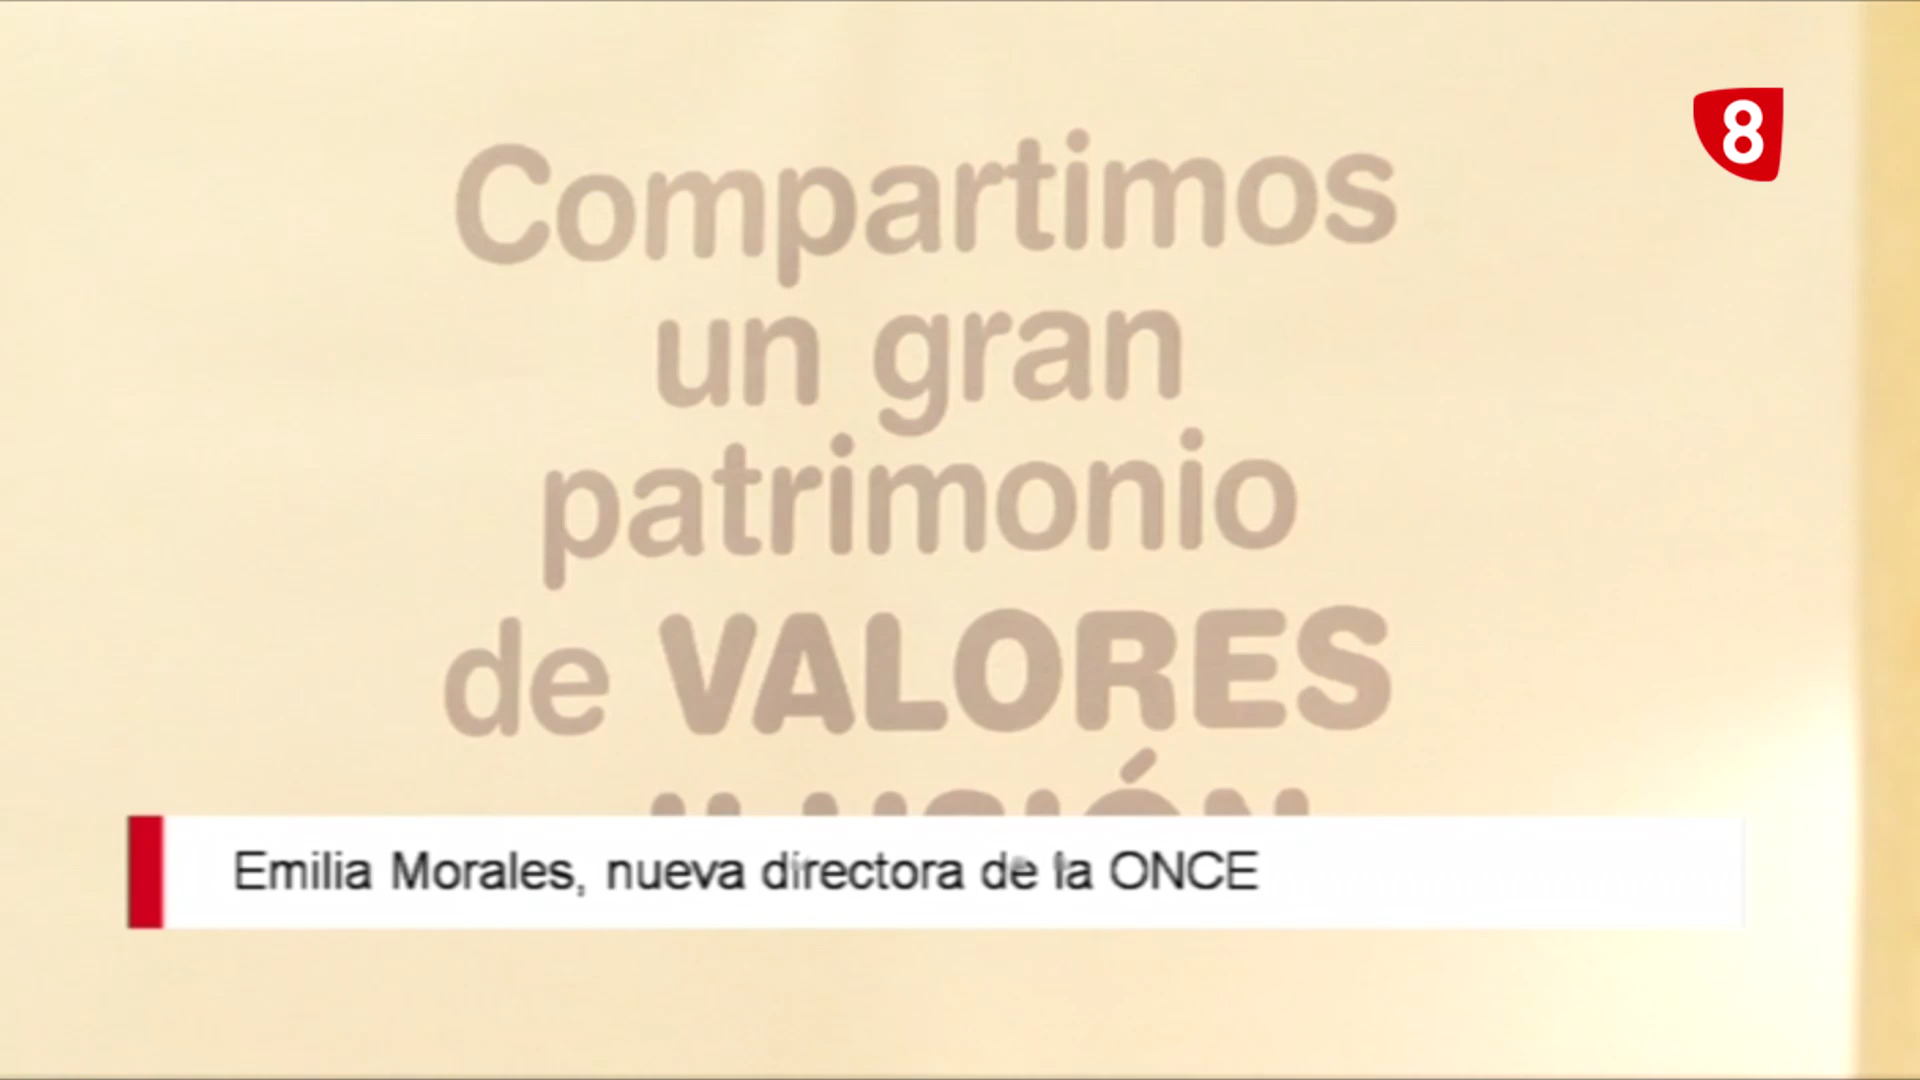 8
Compartimos
un gran
patrimonio
de VALORES
Emilia Morales, nueva directora de la ONCE